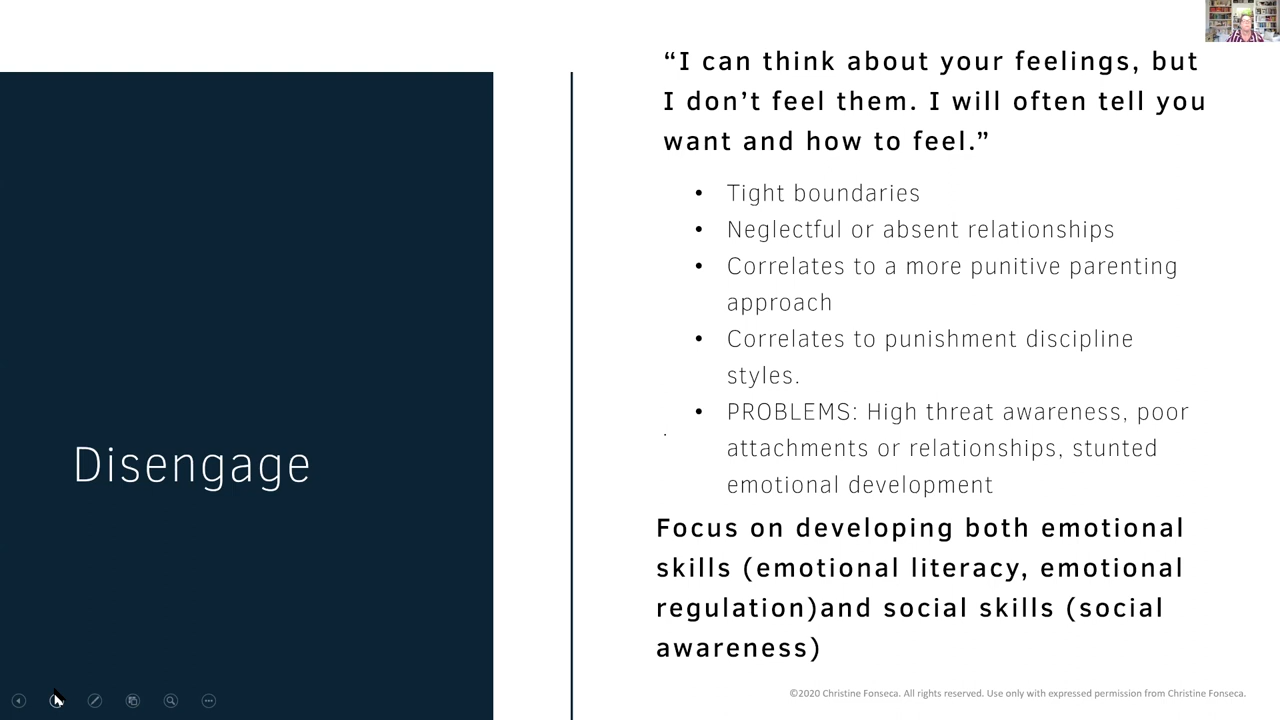 “I can think about your feelings, but
I don’t feel them. I will often tell you
want and how to feel.”
• Tight boundaries
• Neglectful or absent relationships
• Correlates to a more punitive parenting
approach
• Correlates to punishment discipline
styles.
• PROBLEMS: High threat awareness, poor
attachments or relationships, stunted
emotional development
Disengage
Focus on developing both emotional
skills (emotional literacy, emotional
regulation)and social skills (social
awareness)
©2020 Christine Fonseca. All rights reserved. Use only with expressed permission from Christine Fonseca.